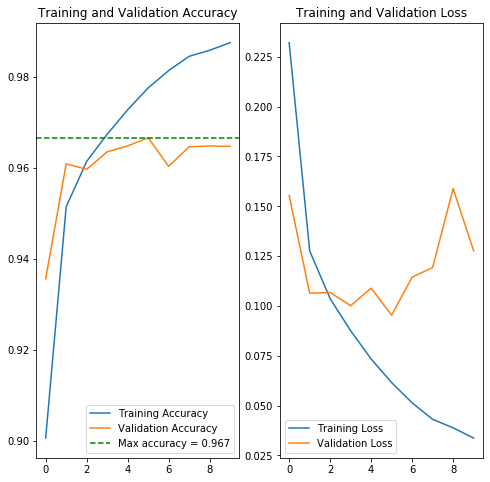 Training and Validation Accuracy
0.98
0.96
0.94
0.92
0.90
0 2 4 6 8
Training Accuracy
Validation Accuracy
Max accuracy = 0.967
Training and Validation Loss
0.225
0.200
0.175
0.150
0.125
0.100
0.075
0.050
0.025
0 2 4 6 8
Training Loss
Validation Loss